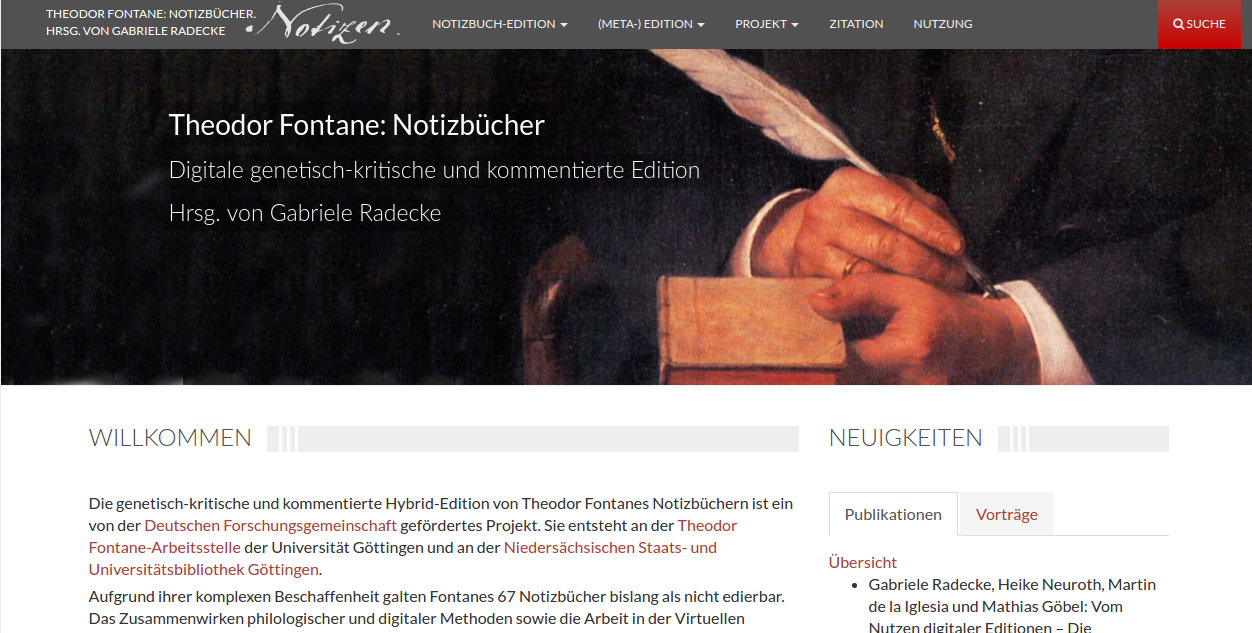 THEODOR FONTANE: NOTIZBÜCHER.
HRSG. VON GABRIELE RADECKE
Notizen.
NOTIZBUCH-EDITION
(META-) EDITION
PROJEKT
ZITATION
NUTZUNG
SUCHE
Theodor Fontane: Notizbücher
Digitale genetisch-kritische und kommentierte Edition
Hrsg. von Gabriele Radecke
WILLKOMMEN
Die genetisch-kritische und kommentierte Hybrid-Edition von Theodor Fontanes Notizbüchern ist ein
von der Deutschen Forschungsgemeinschaft gefördertes Projekt. Sie entsteht an der Theodor
Fontane-Arbeitsstelle der Universität Göttingen und an der Niedersächsischen Staats- und
Universitätsbibliothek Göttingen.
Aufgrund ihrer komplexen Beschaffenheit galten Fontanes 67 Notizbücher bislang als nicht edierbar.
Das Zusammenwirken philologischer und digitaler Methoden sowie die Arbeit in der Virtuellen
NEUIGKEITEN
Publikationen
Vorträge
Übersicht
• Gabriele Radecke, Heike Neuroth, Martin
de la Iglesia und Mathias Göbel: Vom
Nutzen digitaler Editionen – Die